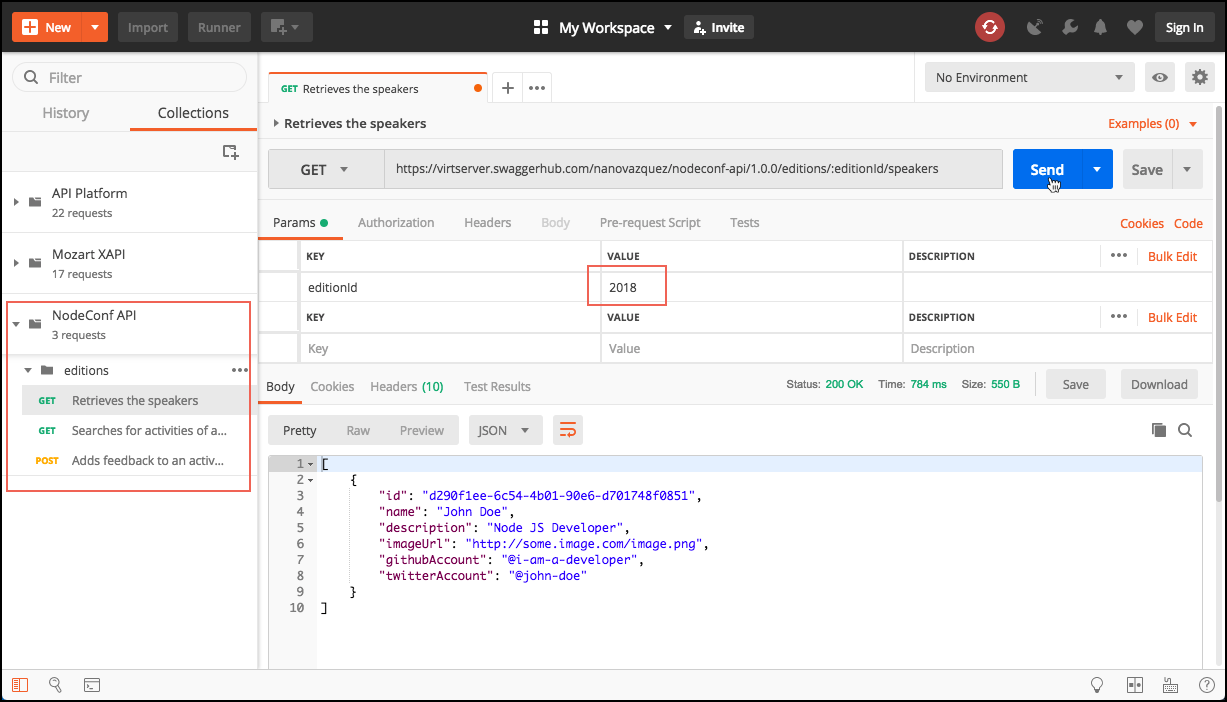 New
Import
Runner
My Workspace
Invite
Sign In
Filter
History
Collections
API Platform
22 requests
Mozart XAPI
17 requests
NodeConf API
3 requests
editions
GET Retrieves the speakers
GET Searches for activities of a...
POST Adds feedback to an activ...
GET Retrieves the speakers
No Environment
Retrieves the speakers
Examples (0)
GET
https://virtserver.swaggerhub.com/nanovazquez/nodeconf-api/1.0.0/editions/:editionId/speakers
Send
Save
Params
Authorization
Headers
Body
Pre-request Script
Tests
Cookies
Code
KEY VALUE DESCRIPTION Bulk Edit
editionId 2018
KEY VALUE DESCRIPTION Bulk Edit
Key Value Description
Body
Cookies
Headers (10)
Test Results
Status: 200 OK
Time: 784 ms
Size: 550 B
Save
Download
Pretty
Raw
Preview
JSON
1 [
2 {
3 "id": "d290f1ee-6c54-4b01-90e6-d701748f0851",
4 "name": "John Doe",
5 "description": "Node JS Developer",
6 "imageUrl": "http://some.image.com/image.png",
7 "githubAccount": "@i-am-a-developer",
8 "twitterAccount": "@john-doe"
9 }
10 ]